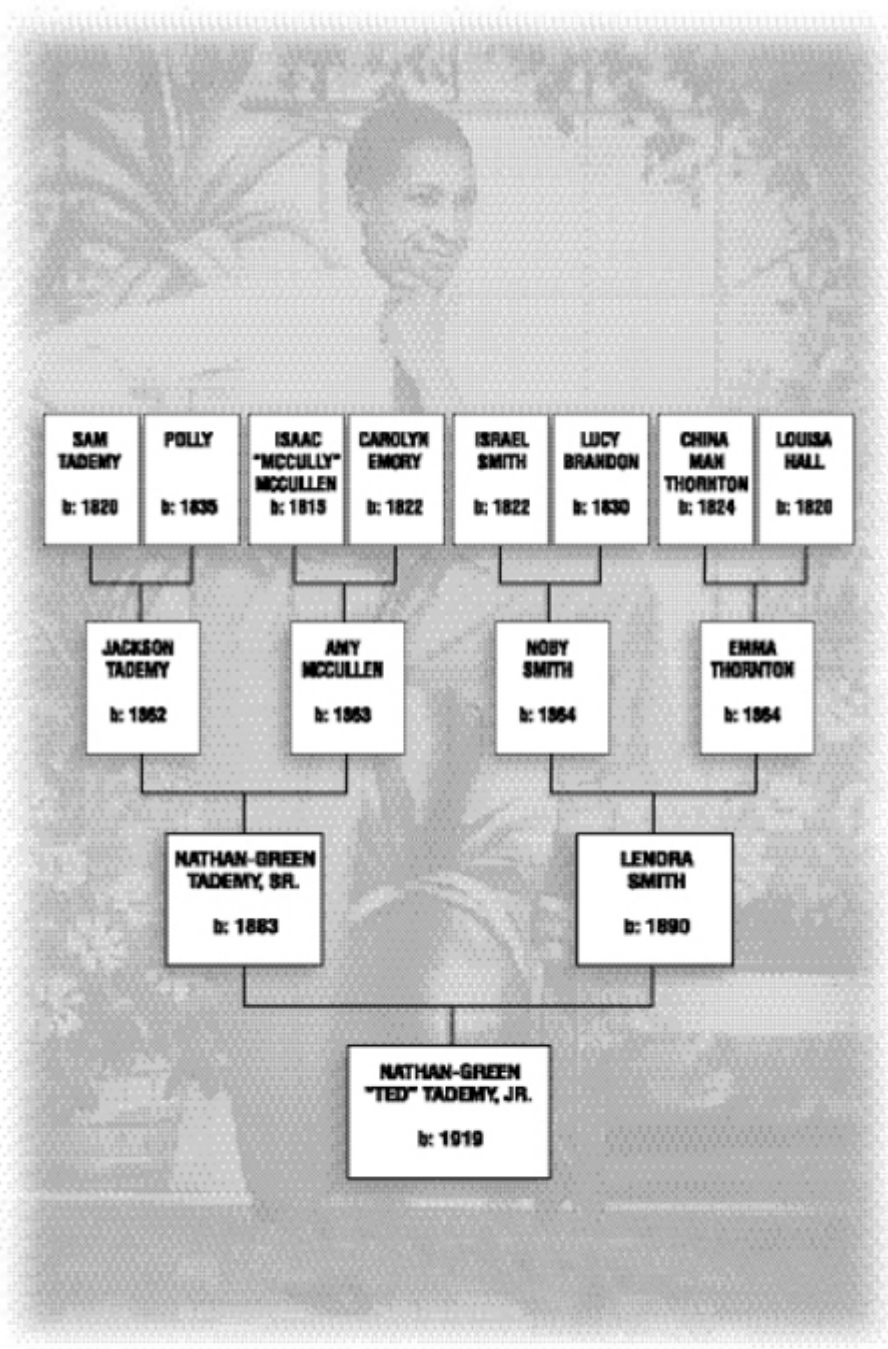 SAM
TADEMY
b: 1820
POLLY
b: 1835
ISAAC
"MCCULLY"
MCCULLEN
b: 1815
CAROLYN
EMORY
b: 1822
ISRAEL
SMITH
b: 1822
LUCY
BRANDON
b: 1830
CHINA
MAN
THORNTON
b: 1824
LOUISA
HALL
b: 1820
JACKSON
TADEMY
b: 1862
AMY
MCCULLEN
b: 1863
NOBY
SMITH
b: 1864
EMMA
THORNTON
b: 1864
NATHAN-GREEN
TADEMY, SR.
b: 1883
LENORA
SMITH
b: 1890
NATHAN-GREEN
"TED" TADEMY, JR.
b: 1919